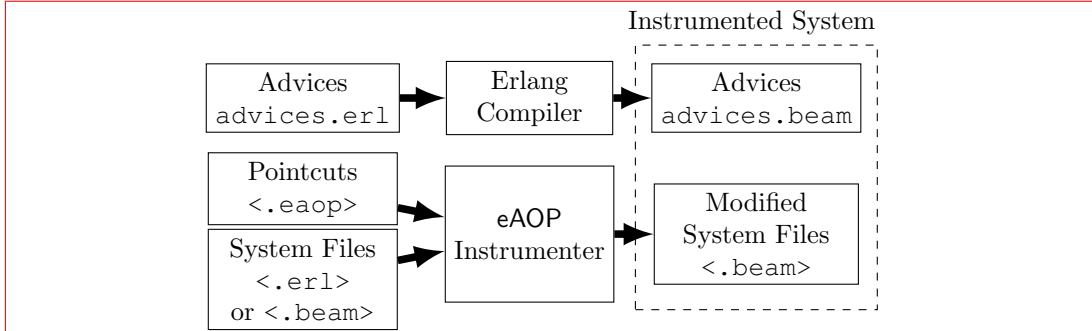 Instrumented System
Advices
advices.erl
Erlang
Compiler
Advices
advices.beam
Pointcuts
<.eaop>
System Files
<.erl>
or <.beam>
eAOP
Instrumenter
Modified
System Files
<.beam>